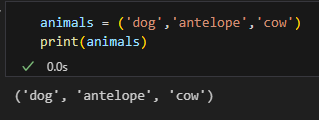 animals = ('dog','antelope','cow')
print(animals)
0.0s
('dog', 'antelope', 'cow')